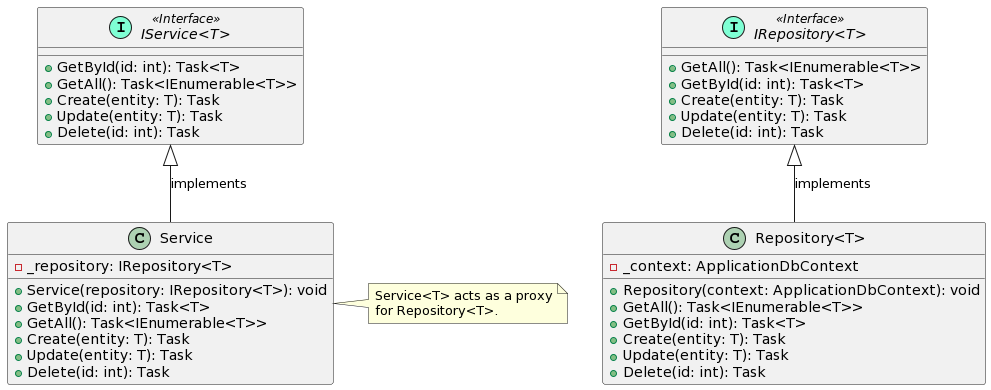 I
«Interface»
IService<T>
GetById(id: int): Task<T>
GetAll(): Task<IEnumerable<T>>
Create(entity: T): Task
Update(entity: T): Task
Delete(id: int): Task
I
«Interface»
IRepository<T>
GetAll(): Task<IEnumerable<T>>
GetById(id: int): Task<T>
Create(entity: T): Task
Update(entity: T): Task
Delete(id: int): Task
implements
implements
C Service
_repository: IRepository<T>
Service(repository: IRepository<T>): void
GetById(id: int): Task<T>
GetAll(): Task<IEnumerable<T>>
Create(entity: T): Task
Update(entity: T): Task
Delete(id: int): Task
Service<T> acts as a proxy
for Repository<T>.
C Repository<T>
_context: ApplicationDbContext
Repository(context: ApplicationDbContext): void
GetAll(): Task<IEnumerable<T>>
GetById(id: int): Task<T>
Create(entity: T): Task
Update(entity: T): Task
Delete(id: int): Task